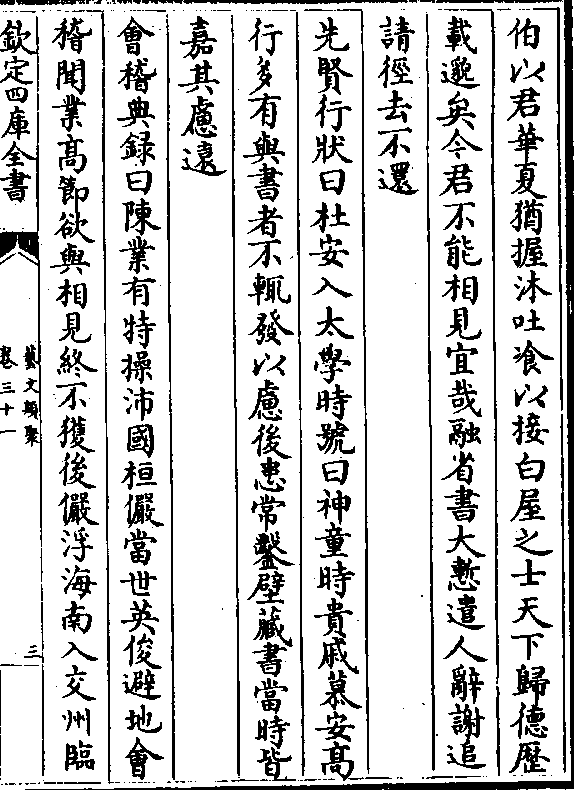 伯以君華夏猶握沐吐飡以接白屋之士天下歸德歴
載邈矣今君不能相見宜哉融省書大慙遣人辭謝追
請徑去不還
先賢行狀曰杜安入太學時號曰神童時貴戚慕安髙
行多有與書者不輒發以慮後患常鑿壁藏書當時皆
嘉其慮逺
會稽典録曰陳業有特操沛國桓儼當世英俊避地會
稽聞業髙節欲與相見終不獲後儼浮海南入交州臨
欽定四庫全書
藝文類聚
卷三十一
三